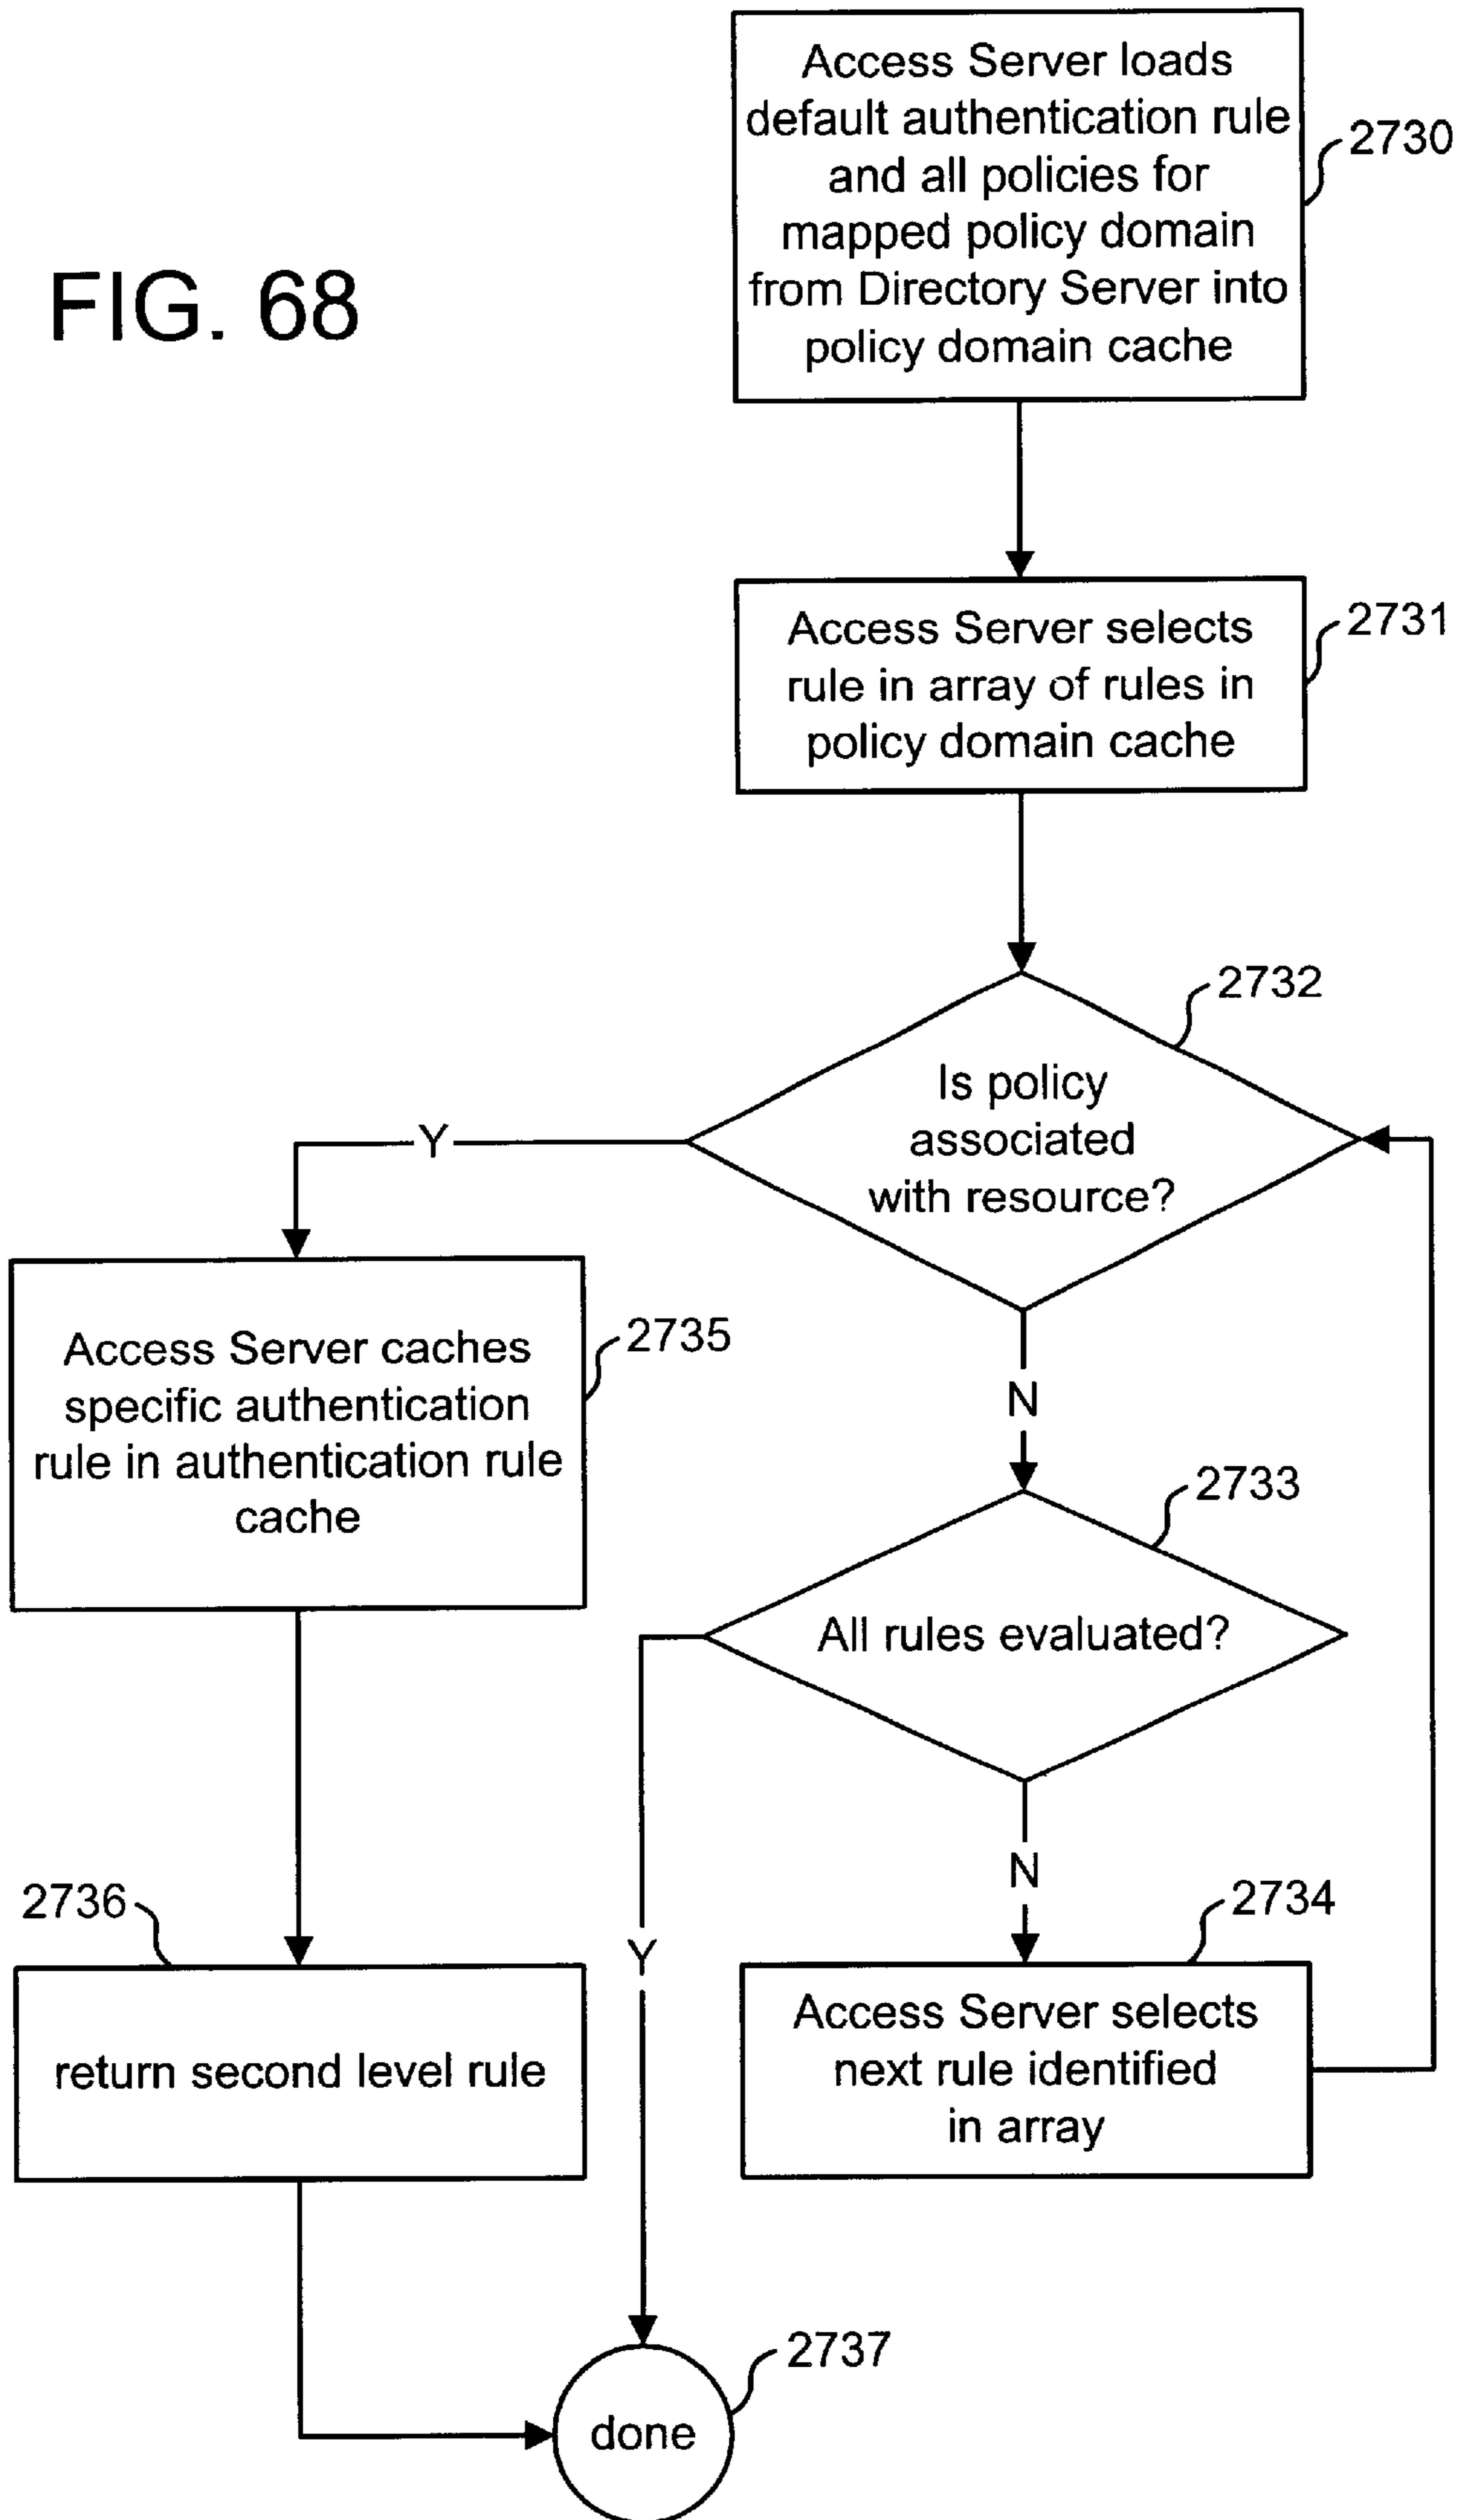 FIG. 68
Access Server loads
default authentication rule
and all policies for
mapped policy domain
from Directory Server into
policy domain cache
2730
Access Server selects
rule in array of rules in
policy domain cache
2731
2732
Is policy
associated
with resource?
Y
N
Access Server caches
specific authentication
rule in authentication rule
cache
2735
2733
All rules evaluated?
Y
N
2736
return second level rule
2734
Access Server selects
next rule identified
in array
2737
done